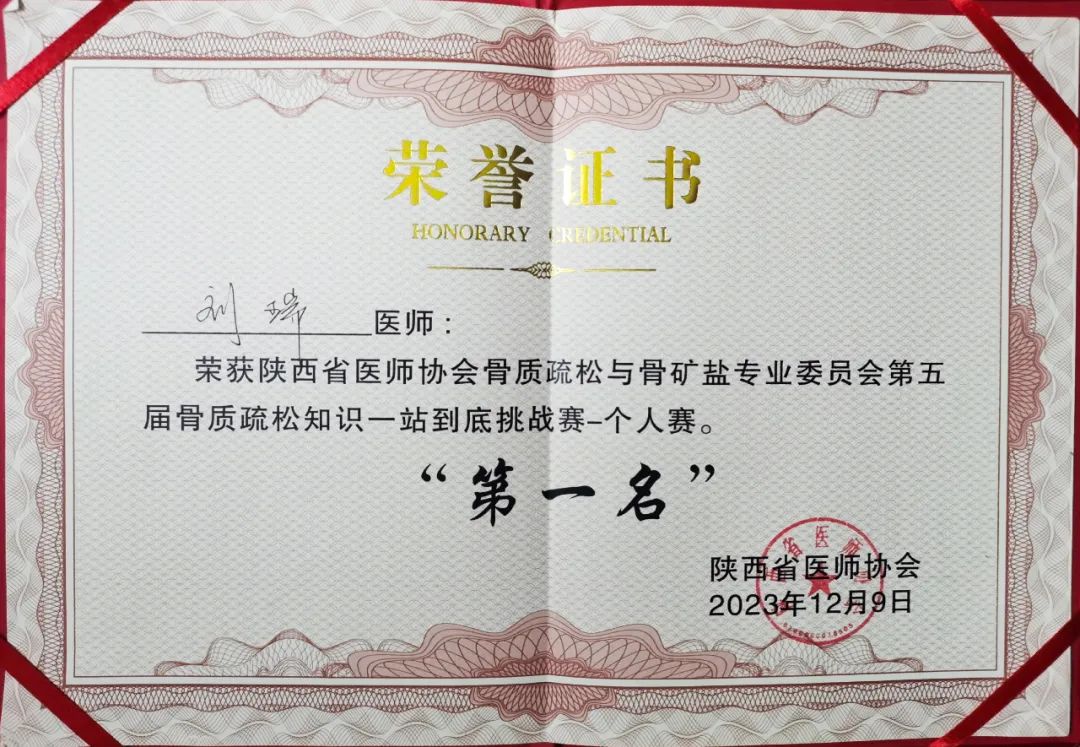 荣誉证书
HONORARY CREDENTIAL
刘瑞 医师:
荣获陕西省医师协会骨质疏松与骨矿盐专业委员会第五
届骨质疏松知识一站到底挑战赛-个人赛。
“第一名”
陕西省医师协会
2023年12月9日